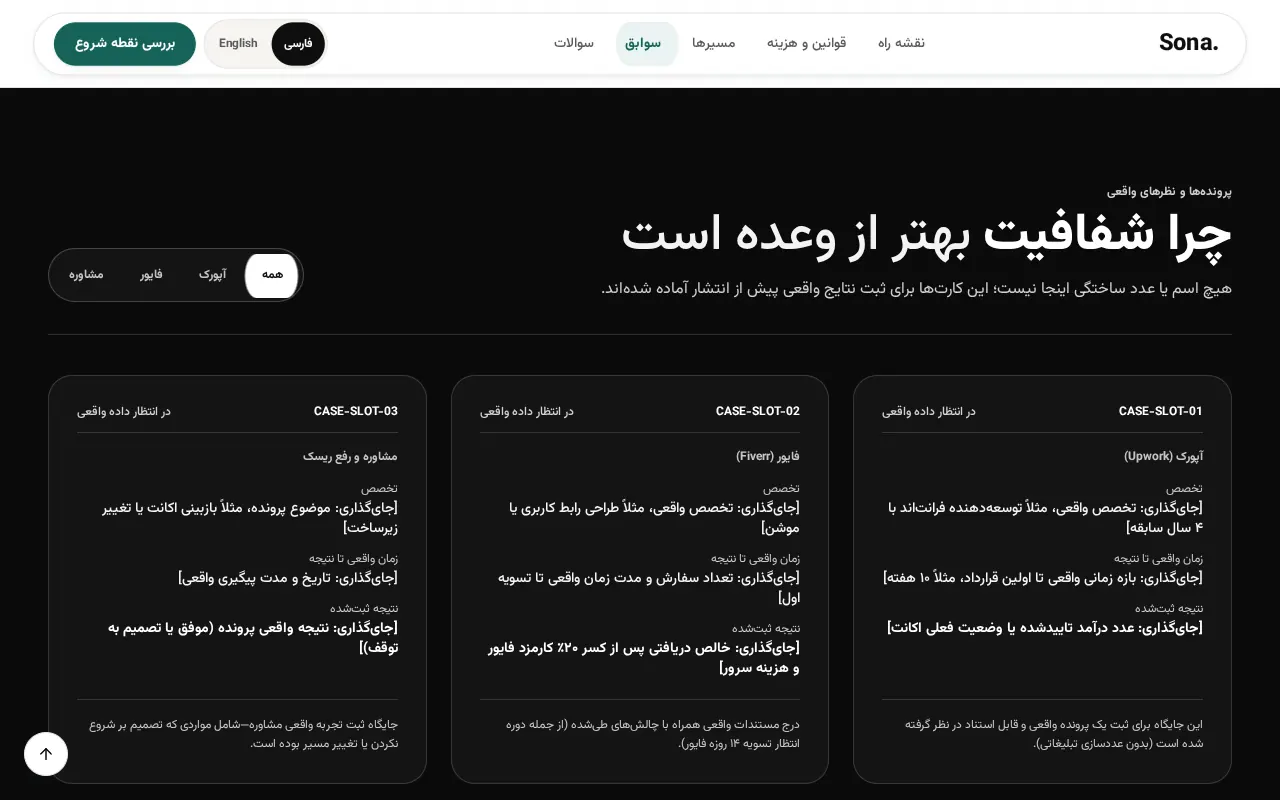 Sona.
نقشه راه
قوانین و هزینه
مسیرها
سوابق
سوالات
فارسی
English
بررسی نقطه شروع
پرونده‌ها و نظرهای واقعی
چرا شفافیت بهتر از وعده است
هیچ اسم یا عدد ساختگی اینجا نیست؛ این کارت‌ها برای ثبت نتایج واقعی پیش از انتشار آماده شده‌اند.
همه
آپورک
فایور
مشاوره
CASE-SLOT-01
در انتظار داده واقعی
آپورک (Upwork)
تخصص
[جای‌گذاری: تخصص واقعی، مثلاً توسعه‌دهنده فرانت‌اند با
۴ سال سابقه]
زمان واقعی تا نتیجه
[جای‌گذاری: بازه زمانی واقعی تا اولین قرارداد، مثلاً ۱۰ هفته]
نتیجه ثبت‌شده
[جای‌گذاری: عدد درآمد تاییدشده یا وضعیت فعلی اکانت]
این جایگاه برای ثبت یک پرونده واقعی و قابل استناد در نظر گرفته
شده است (بدون عددسازی تبلیغاتی).
CASE-SLOT-02
در انتظار داده واقعی
فایور (Fiverr)
تخصص
[جای‌گذاری: تخصص واقعی، مثلاً طراحی رابط کاربری یا
موشن]
زمان واقعی تا نتیجه
[جای‌گذاری: تعداد سفارش و مدت زمان واقعی تا تسویه
اول]
نتیجه ثبت‌شده
[جای‌گذاری: خالص دریافتی پس از کسر ۲۰٪ کارمزد فایور
و هزینه سرور]
درج مستندات واقعی همراه با چالش‌های طی‌شده (از جمله دوره
انتظار تسویه ۱۴ روزه فایور).
CASE-SLOT-03
در انتظار داده واقعی
مشاوره و رفع ریسک
تخصص
[جای‌گذاری: موضوع پرونده، مثلاً بازبینی اکانت یا تغییر
زیرساخت]
زمان واقعی تا نتیجه
[جای‌گذاری: تاریخ و مدت پیگیری واقعی]
نتیجه ثبت‌شده
[جای‌گذاری: نتیجه واقعی پرونده (موفق یا تصمیم به
توقف)]
جایگاه ثبت تجربه واقعی مشاوره—شامل مواردی که تصمیم بر شروع
نکردن یا تغییر مسیر بوده است.